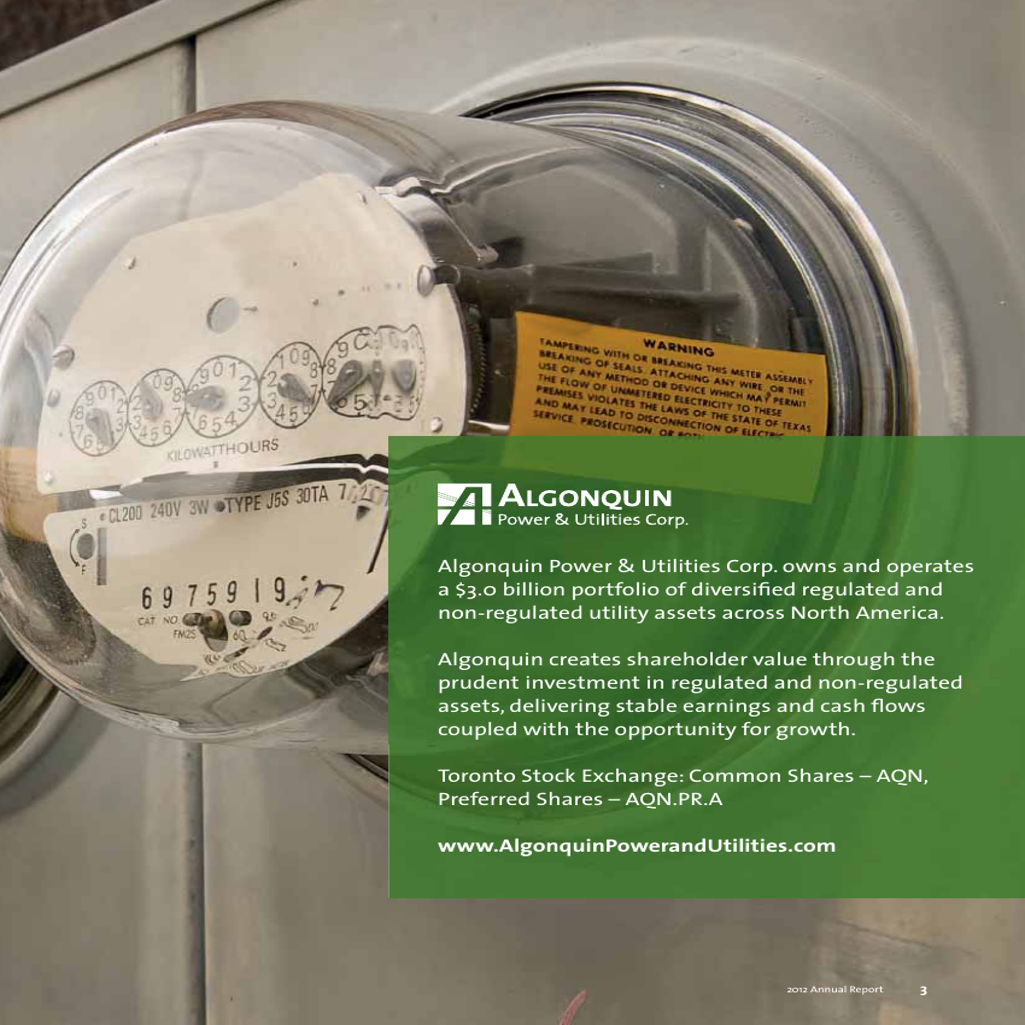 WARNING
TAMPERING WITH OR BREAKING THIS METER ASSEMBLY
BREAKING OF SEALS. ATTACHING ANY WIRE OR THE
USE OF ANY METHOD OR DEVICE WHICH MAY PERMIT
THE FLOW OF UNMETERED ELECTRICITY TO THESE
PREMISES VIOLATES THE LAWS OF THE STATE OF TEXAS
AND MAY LEAD TO DISCONNECTION OF ELECTRIC
SERVICE, PROSECUTION, OR BOTH
KILOWATTHOURS
CL200 240V 3W TYPE J5S 30TA
S
F
6975919
CAT. NO.
FM2S
60
ALGONQUIN
Power & Utilities Corp.
Algonquin Power & Utilities Corp. owns and operates
a $3.0 billion portfolio of diversified regulated and
non-regulated utility assets across North America.
Algonquin creates shareholder value through the
prudent investment in regulated and non-regulated
assets, delivering stable earnings and cash flows
coupled with the opportunity for growth.
Toronto Stock Exchange: Common Shares – AQN,
Preferred Shares – AQN.PR.A
www.AlgonquinPowerandUtilities.com
2012 Annual Report 3